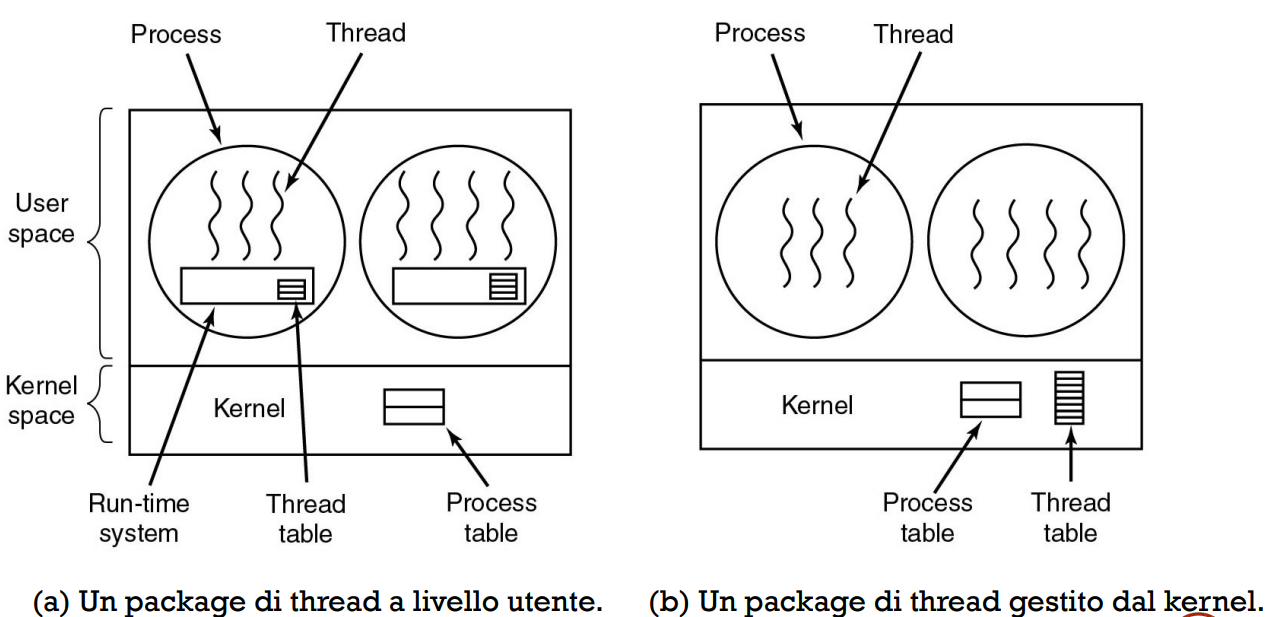 Process
Thread
User
space
Kernel
space
Kernel
Run-time
system
Thread
table
Process
table
(a) Un package di thread a livello utente.
Process
Thread
Kernel
Process
table
Thread
table
(b) Un package di thread gestito dal kernel.